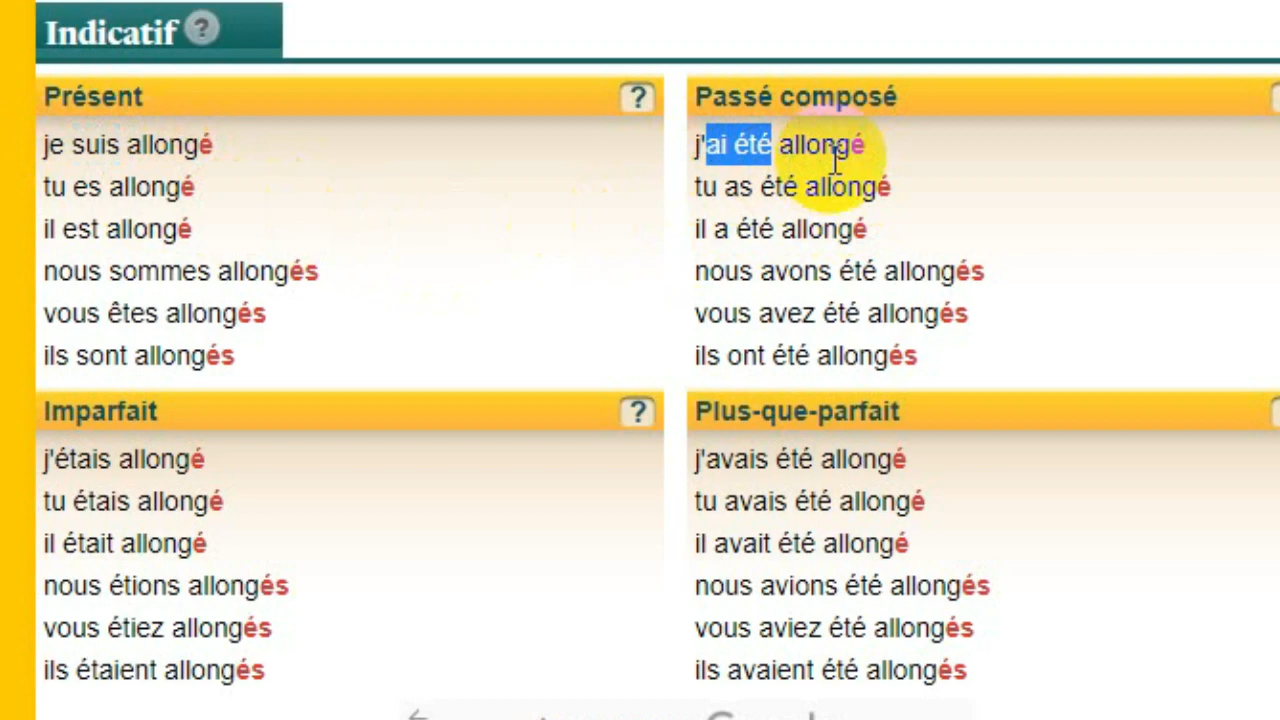 Indicatif ?
Présent ?
je suis allongé
tu es allongé
il est allongé
nous sommes allongés
vous êtes allongés
ils sont allongés
Passé composé
j'ai été allongé
tu as été allongé
il a été allongé
nous avons été allongés
vous avez été allongés
ils ont été allongés
Imparfait ?
j'étais allongé
tu étais allongé
il était allongé
nous étions allongés
vous étiez allongés
ils étaient allongés
Plus-que-parfait
j'avais été allongé
tu avais été allongé
il avait été allongé
nous avions été allongés
vous aviez été allongés
ils avaient été allongés